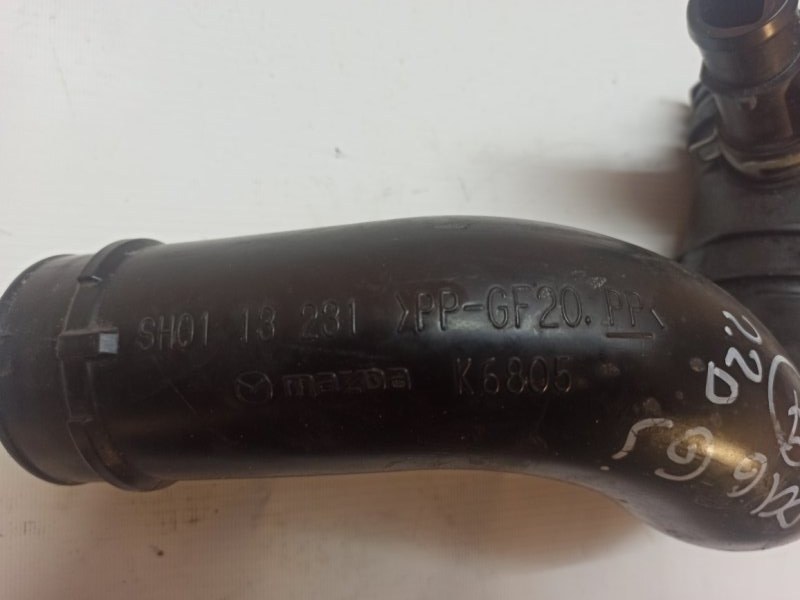 SH01 13 231 >PP-GF20.PP<
mazda K6805
2.2D